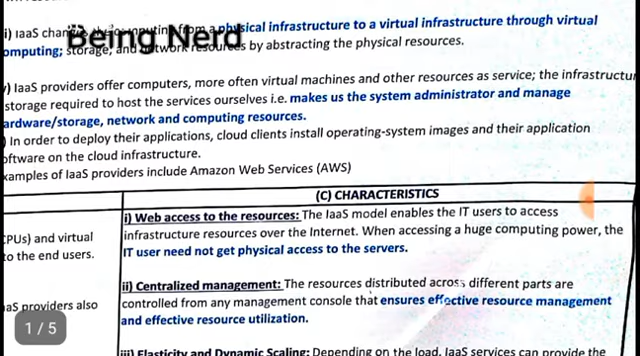 i) IaaS computing from a physical infrastructure to a virtual infrastructure through virtual
Being Nerd
omputing; storage; and network resources by abstracting the physical resources.
) IaaS providers offer computers, more often virtual machines and other resources as service; the infrastructur
storage required to host the services ourselves i.e. makes us the system administrator and manage
ardware/storage, network and computing resources.
) In order to deploy their applications, cloud clients install operating-system images and their application
oftware on the cloud infrastructure.
xamples of IaaS providers include Amazon Web Services (AWS)
(C) CHARACTERISTICS
i) Web access to the resources: The IaaS model enables the IT users to access
infrastructure resources over the Internet. When accessing a huge computing power, the
IT user need not get physical access to the servers.
CPUs) and virtual
to the end users.
ii) Centralized management: The resources distributed across different parts are
controlled from any management console that ensures effective resource management
and effective resource utilization.
aaS providers also
1 / 5
iii) Elasticity and Dynamic Scaling: Depending on the load, IaaS services can provide the